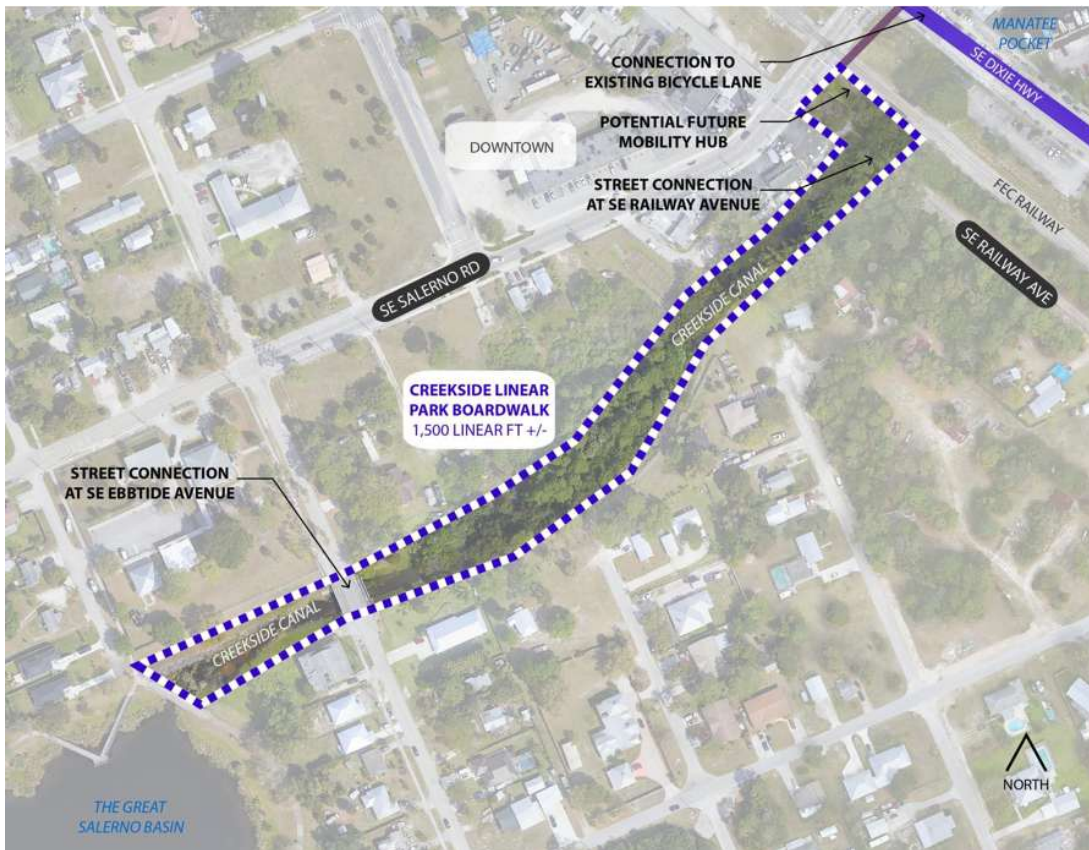 MANATEE
POCKET
CONNECTION TO
EXISTING BICYCLE LANE
SE DIXIE HWY
POTENTIAL FUTURE
MOBILITY HUB
DOWNTOWN
STREET CONNECTION
AT SE RAILWAY AVENUE
FEC RAILWAY
SE RAILWAY AVE
SE SALERNO RD
CREEKSIDE CANAL
CREEKSIDE LINEAR
PARK BOARDWALK
1,500 LINEAR FT +/-
STREET CONNECTION
AT SE EBBTIDE AVENUE
CREEKSIDE CANAL
NORTH
THE GREAT
SALERNO BASIN